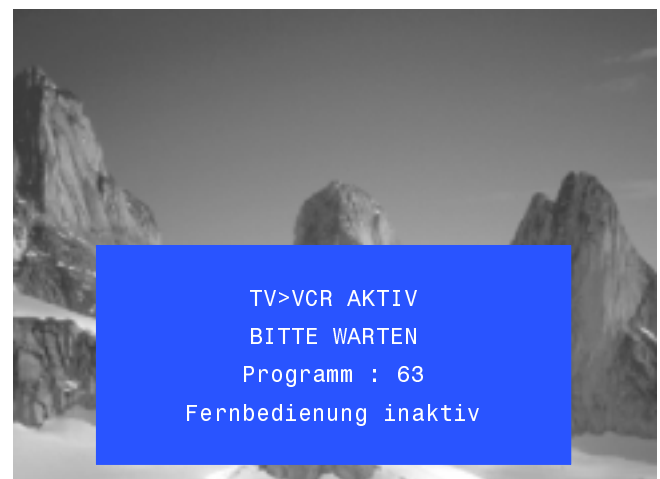 TV>VCR AKTIV
BITTE WARTEN
Programm : 63
Fernbedienung inaktiv